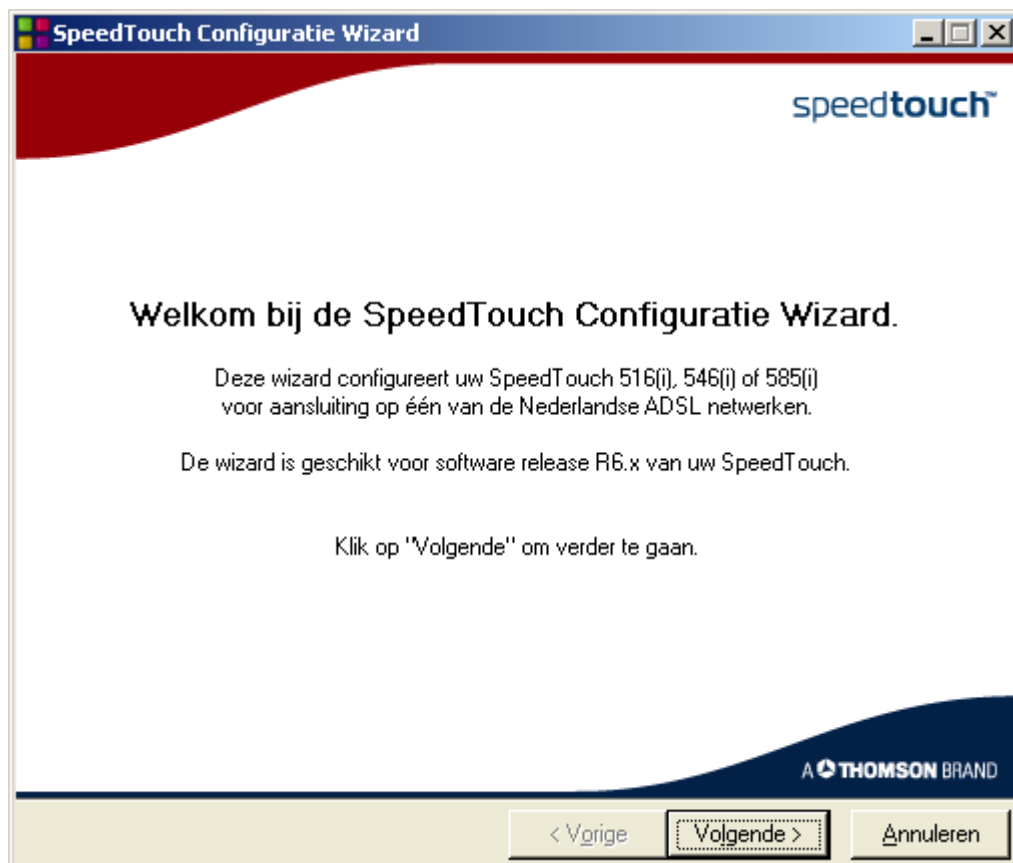 SpeedTouch Configuratie Wizard
speedtouch™
Welkom bij de SpeedTouch Configuratie Wizard.
Deze wizard configureert uw SpeedTouch 516(i), 546(i) of 585(i)
voor aansluiting op één van de Nederlandse ADSL netwerken.
De wizard is geschikt voor software release R6.x van uw SpeedTouch.
Klik op "Volgende" om verder te gaan.
A THOMSON BRAND
< Vorige
Volgende >
Annuleren